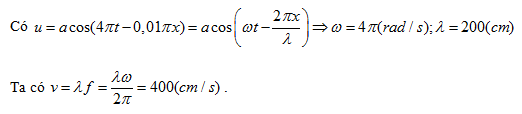 Có u = a cos(4πt − 0,01πx) = a cos(ωt − 2πx/λ) ⇒ ω = 4π(rad / s); λ = 200(cm)
Ta có v = λf = λω/2π = 400(cm / s) .